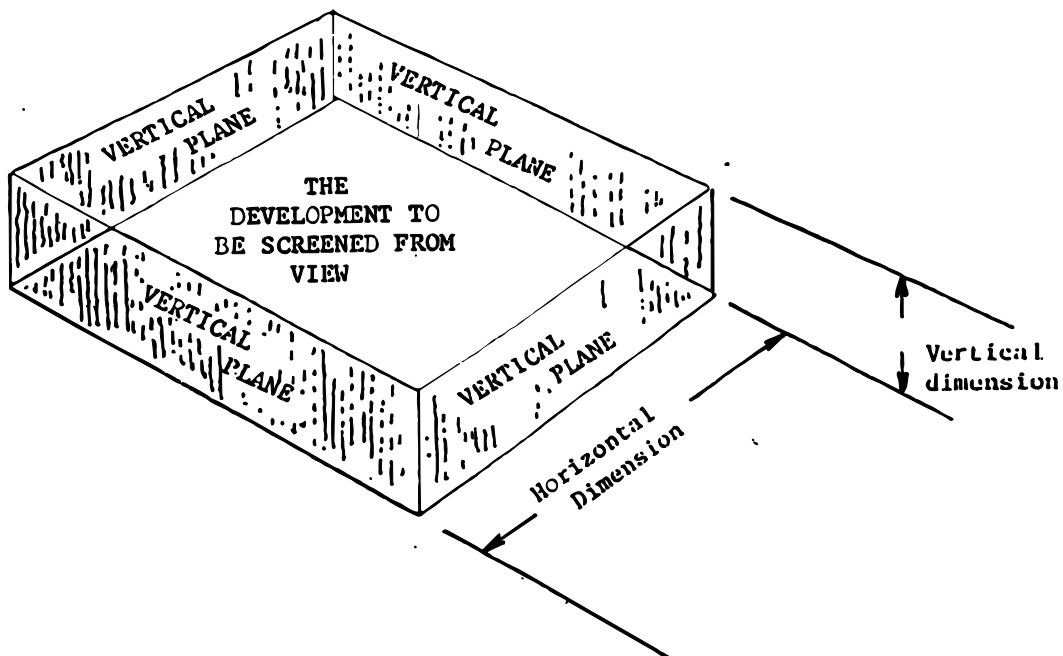 VERTICAL
PLANE
VERTICAL
PLANE
THE
DEVELOPMENT TO
BE SCREENED FROM
VIEW
VERTICAL
PLANE
VERTICAL
PLANE
Vertical
dimension
Horizontal
Dimension